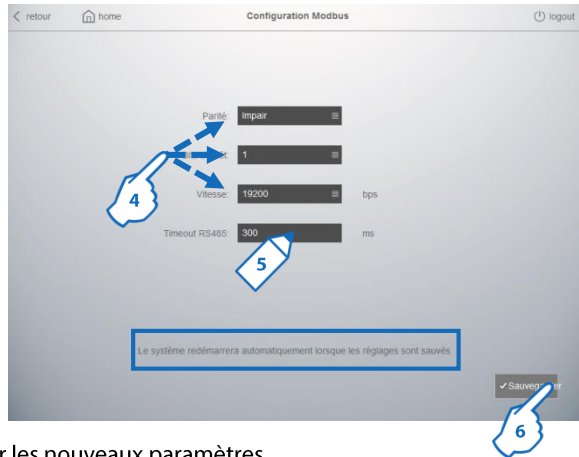 retour home Configuration Modbus logout
Parité: Impair
1
4
Vitesse: 19200 bps
Timeout RS485: 300 ms
5
Le système redémarrera automatiquement lorsque les réglages sont sauvés.
6
les nouveaux paramètres